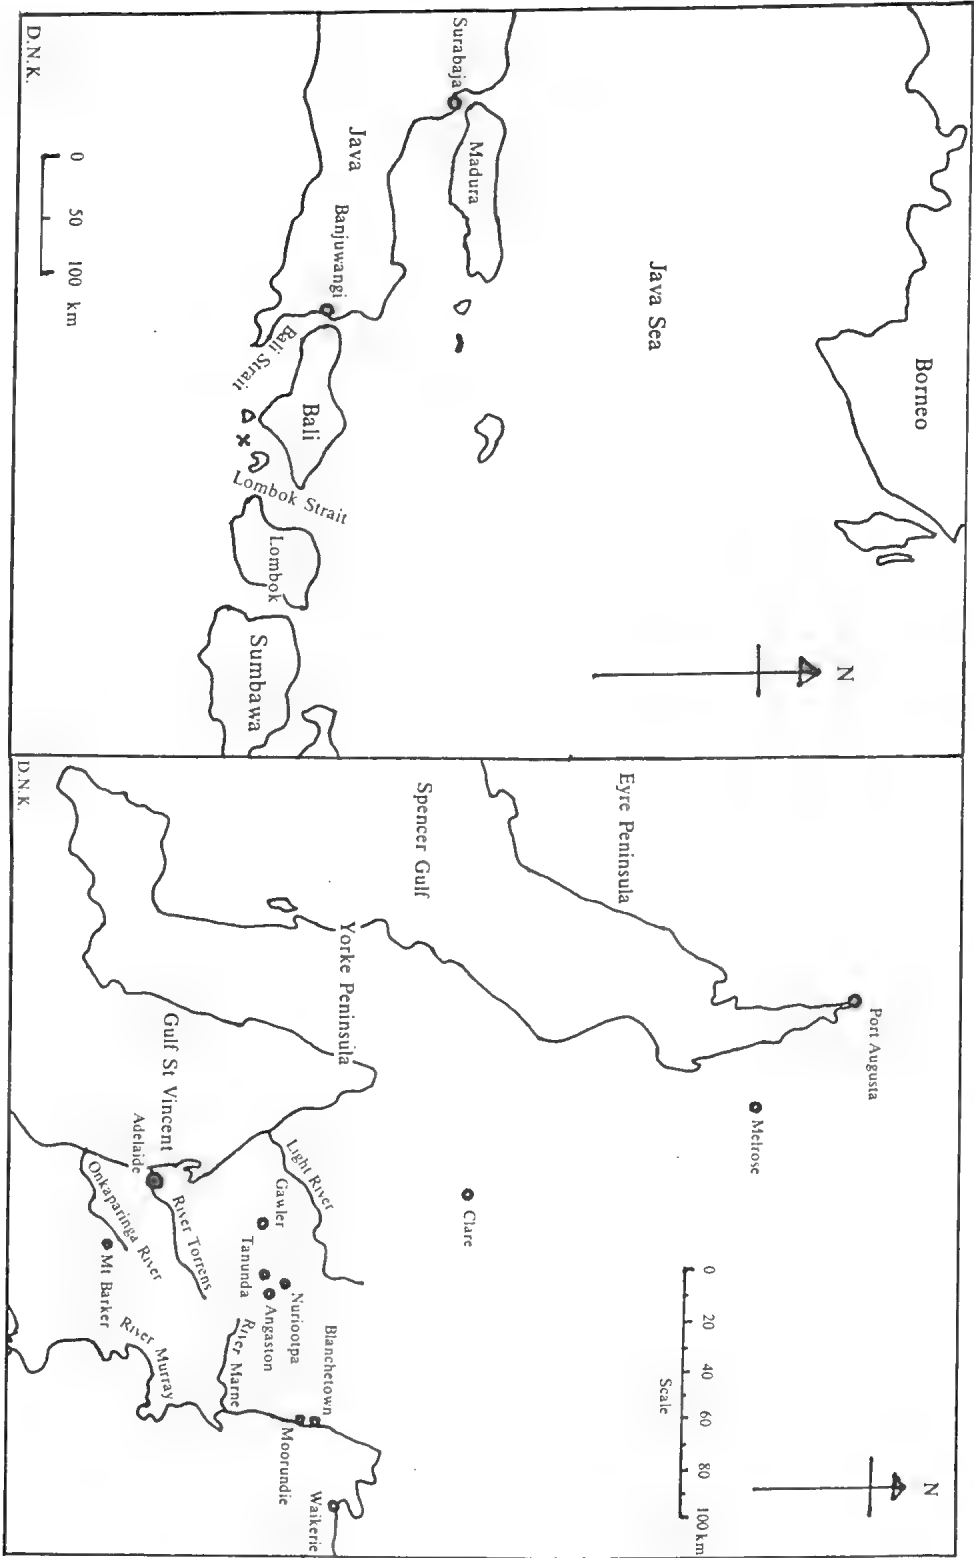 Borneo
N
Java Sea
Surabaja
Madura
Java
Banjuwangi
Bali Strait
Bali
Lombok Strait
Lombok
Sumbawa
0 50 100 km
D.N.K.
N
Port Augusta
Melrose
Eyre Peninsula
Spencer Gulf
Clare
0 20 40 60 80 100 km
Scale
Yorke Peninsula
Light River
Gawler
Nuriootpa
Tanunda
Angaston
Blanchetown
Moorundie
Waikerie
River Marne
Gulf St Vincent
Adelaide
River Torrens
Onkaparinga River
Mt Barker
River Murray
D.N.K.